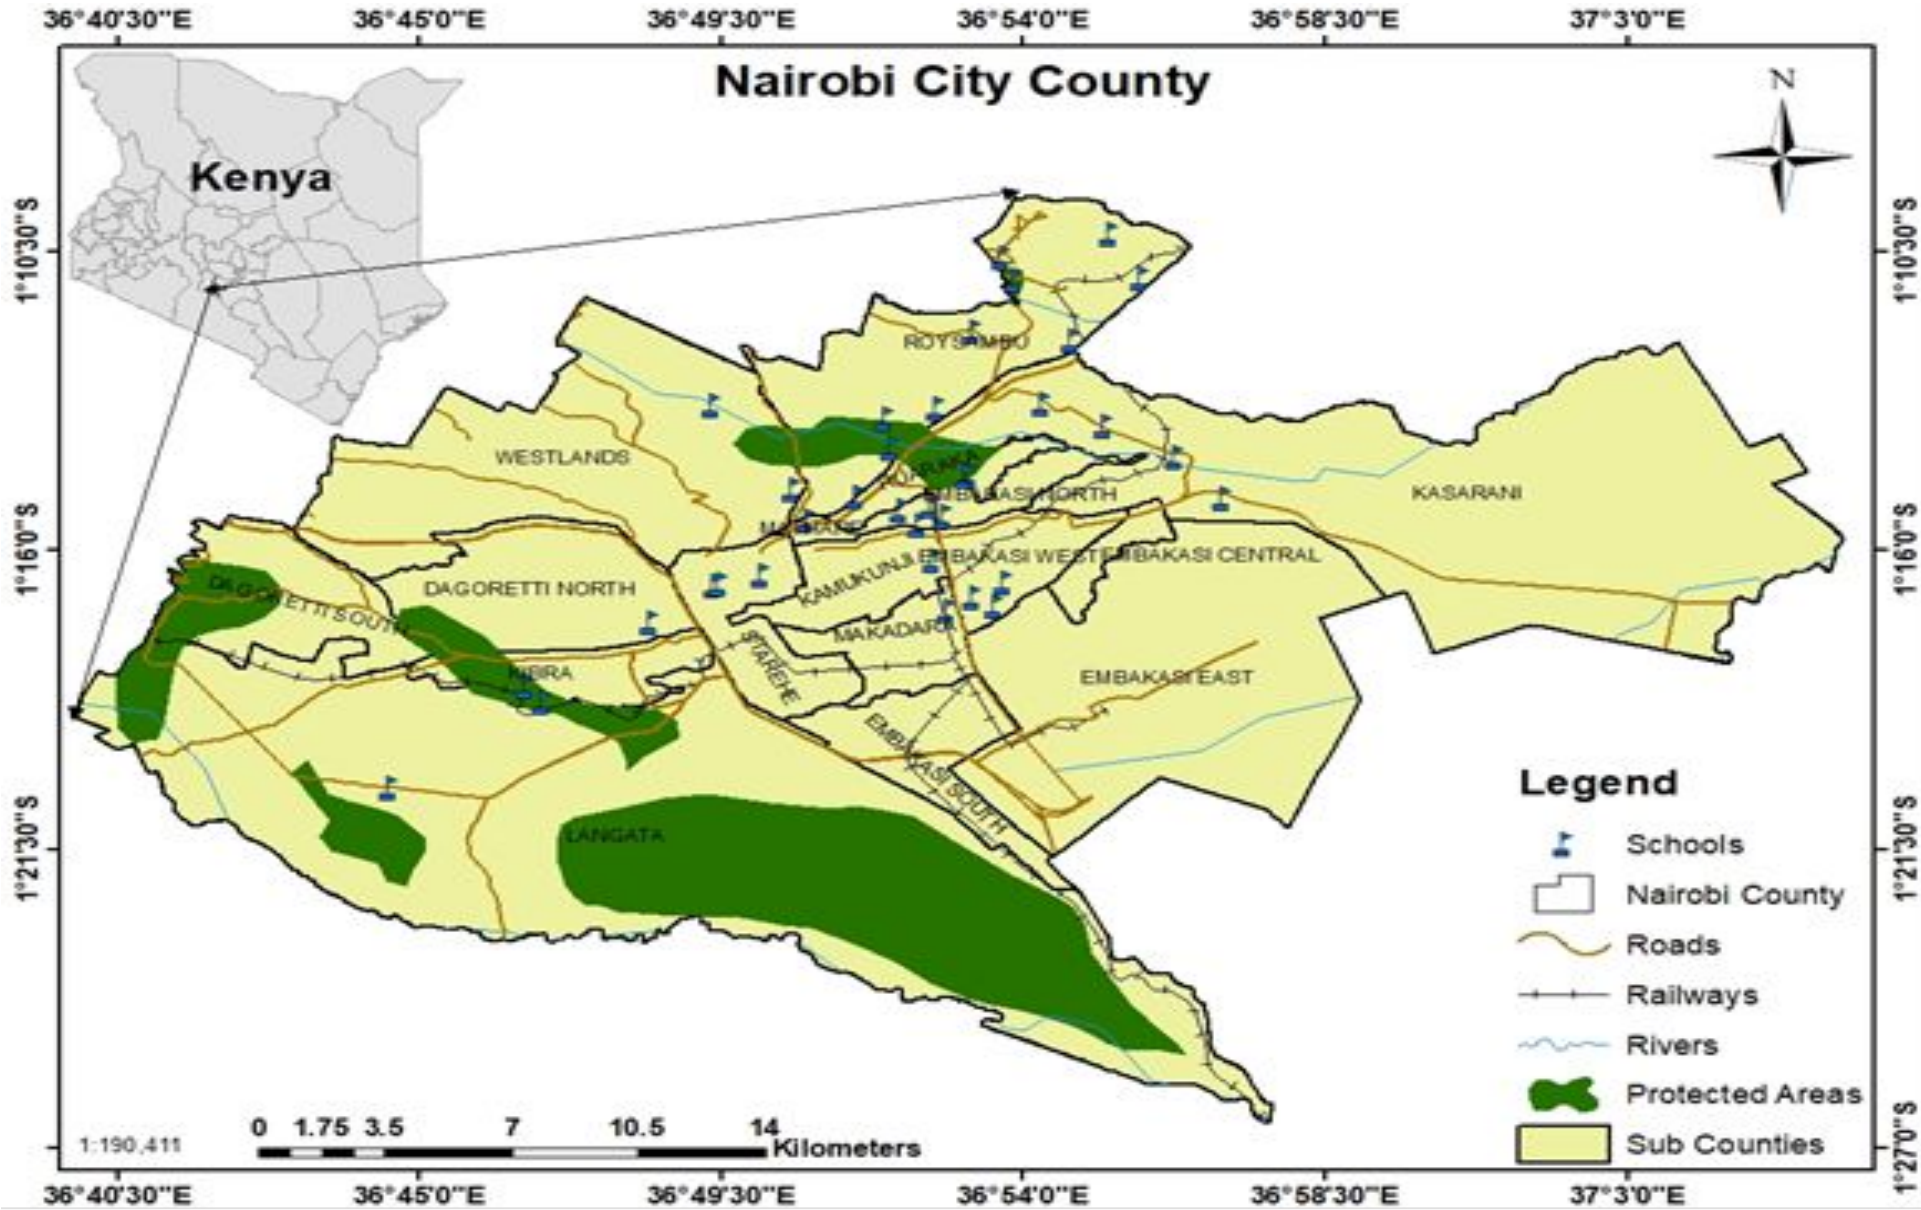 36°40'30"E 36°45'0"E 36°49'30"E 36°54'0"E 36°58'30"E 37°3'0"E
Nairobi City County
N
Kenya
1°10'30"S 1°10'30"S
ROYSAMBU
WESTLANDS
KASARANI
EMBAKASI NORTH
1°16'0"S 1°16'0"S
KAMUKUNJI
EMBAKASI WEST
EMBAKASI CENTRAL
DAGORETTI NORTH
DAGORETTI SOUTH
MAKADARA
STAREHE
KIBIRA
EMBAKASI EAST
EMBAKASI SOUTH
LANGATA
1°21'30"S 1°21'30"S
Legend
Schools
Nairobi County
Roads
Railways
Rivers
Protected Areas
Sub Counties
0 1.75 3.5 7 10.5 14
Kilometers
1:190,411
1°27'0"S
36°40'30"E 36°45'0"E 36°49'30"E 36°54'0"E 36°58'30"E 37°3'0"E